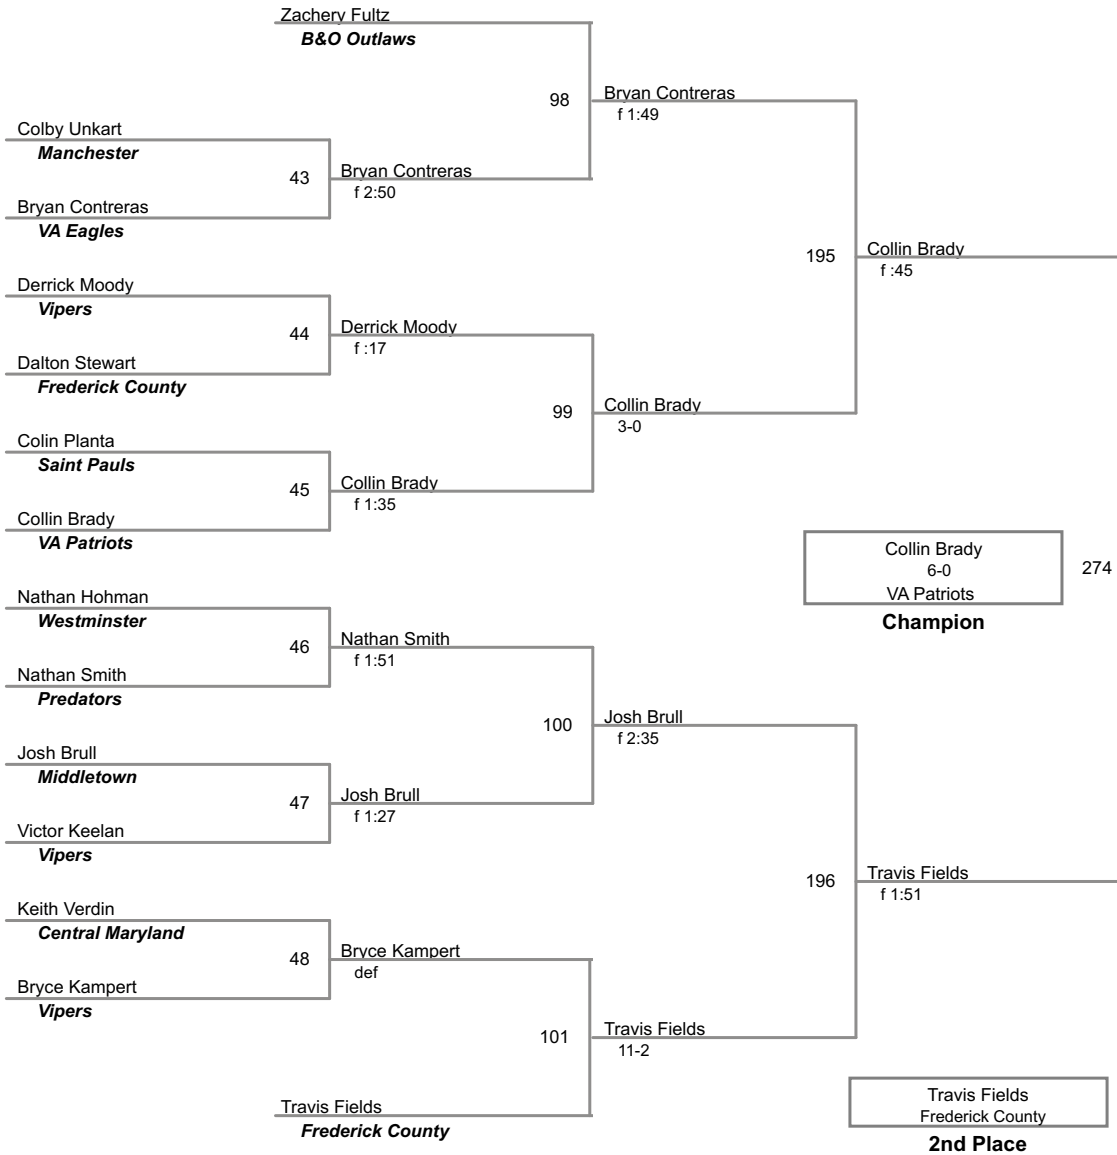 Zachery Fultz
B&O Outlaws
98
Bryan Contreras
f 1:49
Colby Unkart
Manchester
43
Bryan Contreras
f 2:50
Bryan Contreras
VA Eagles
195
Collin Brady
f :45
Derrick Moody
Vipers
44
Derrick Moody
f :17
Dalton Stewart
Frederick County
99
Collin Brady
3-0
Colin Planta
Saint Pauls
45
Collin Brady
f 1:35
Collin Brady
VA Patriots
Collin Brady
6-0
VA Patriots
274
Champion
Nathan Hohman
Westminster
46
Nathan Smith
f 1:51
Nathan Smith
Predators
100
Josh Brull
f 2:35
Josh Brull
Middletown
47
Josh Brull
f 1:27
Victor Keelan
Vipers
196
Travis Fields
f 1:51
Keith Verdin
Central Maryland
48
Bryce Kampert
def
Bryce Kampert
Vipers
101
Travis Fields
11-2
Travis Fields
Frederick County
Travis Fields
Frederick County
2nd Place